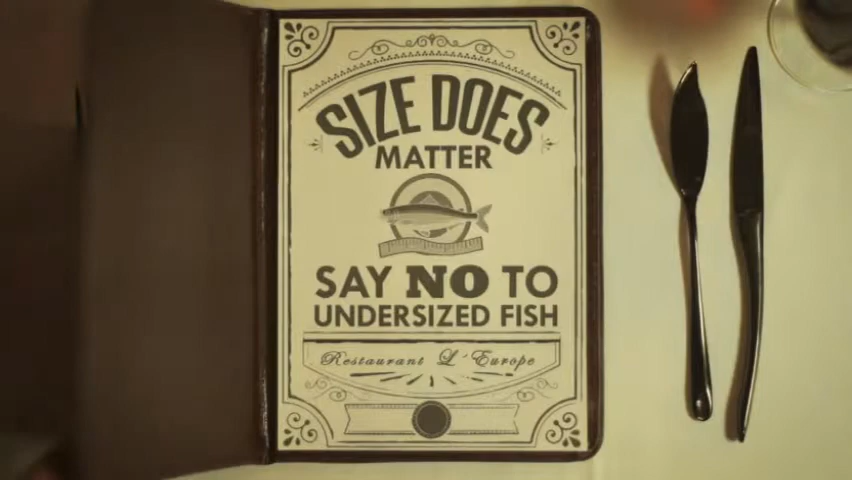 SIZE DOES
MATTER
SAY NO TO
UNDERSIZED FISH
Restaurant L'Europe